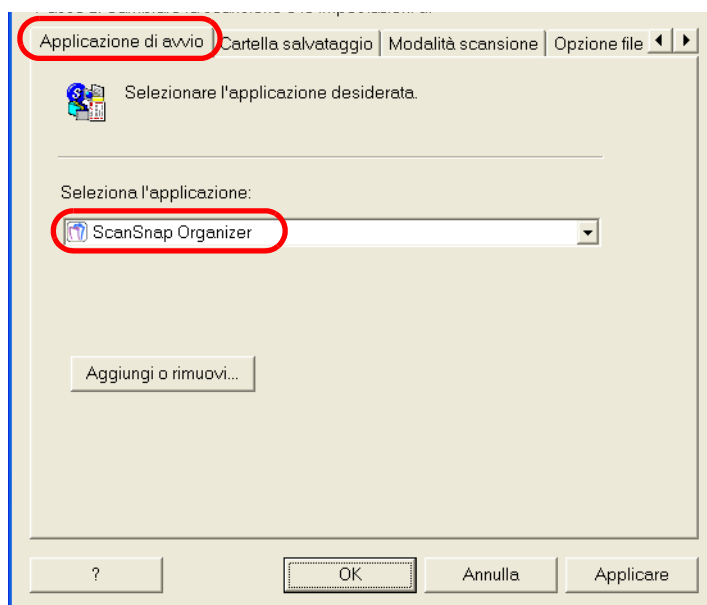 Applicazione di avvio
Cartella salvataggio
Modalità scansione
Opzione file
Selezionare l'applicazione desiderata.
Seleziona l'applicazione:
ScanSnap Organizer
Aggiungi o rimuovi...
?
OK
Annulla
Applicare